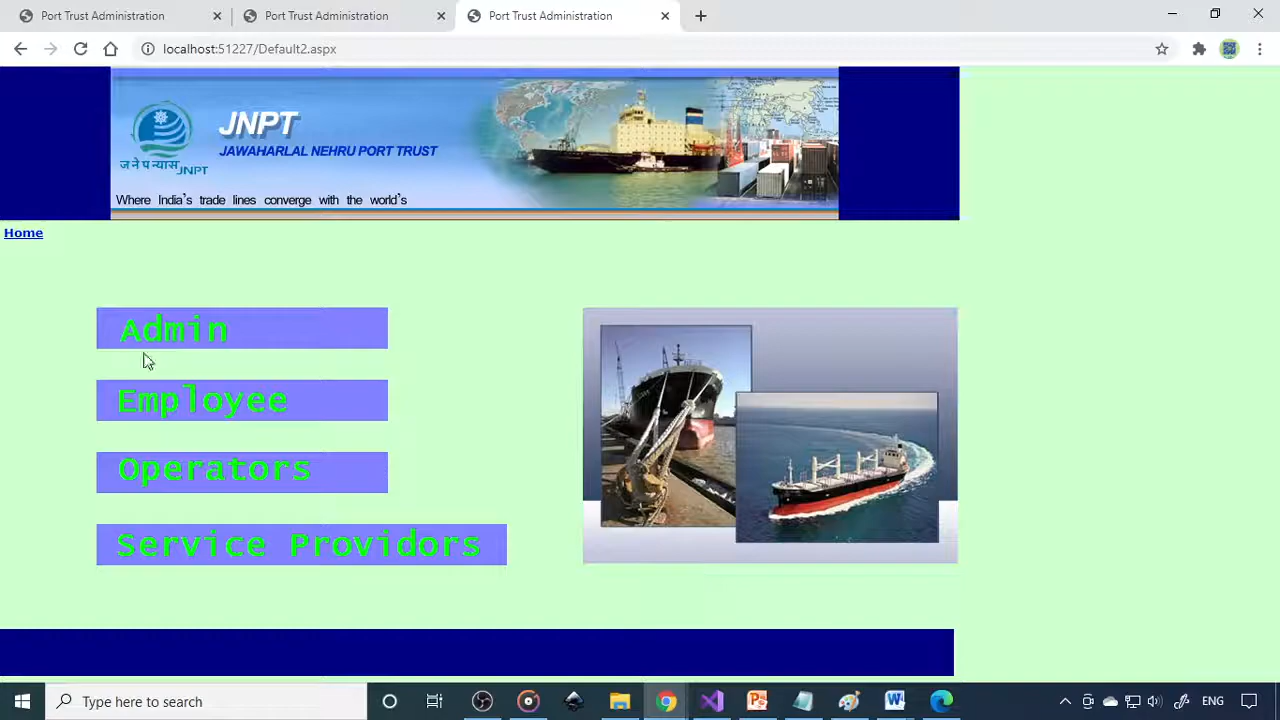 Port Trust Administration
Port Trust Administration
Port Trust Administration
localhost:51227/Default2.aspx
JNPT
JAWAHARLAL NEHRU PORT TRUST
ज ने प न्यास JNPT
Where India's trade lines converge with the world's
Home
Admin
Employee
Operators
Service Providors
Type here to search
ENG